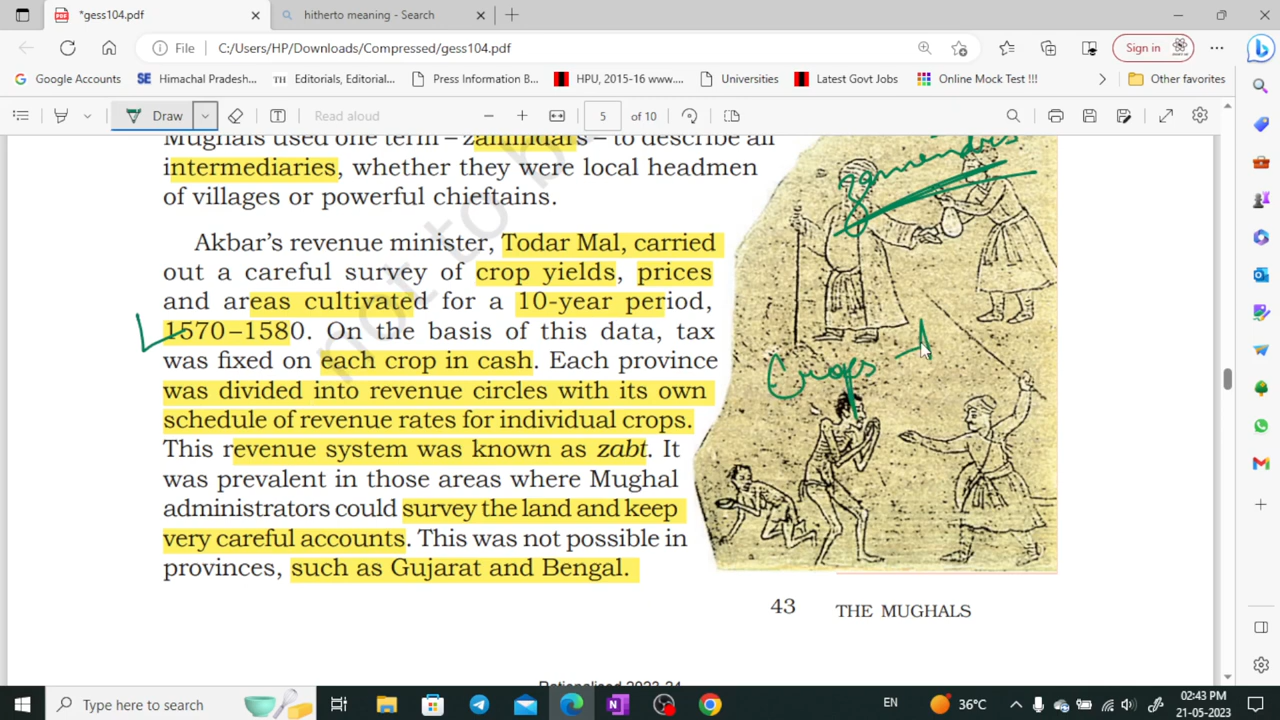 *gess104.pdf
hitherto meaning - Search
File
C:/Users/HP/Downloads/Compressed/gess104.pdf
Sign in
Google Accounts
SE Himachal Pradesh...
TH Editorials, Editorial...
Press Information B...
HPU, 2015-16 www....
Universities
Latest Govt Jobs
Online Mock Test !!!
Other favorites
Draw
Read aloud
5 of 10
Mughals used one term – zamindars – to describe all
intermediaries, whether they were local headmen
of villages or powerful chieftains.
Akbar's revenue minister, Todar Mal, carried
out a careful survey of crop yields, prices
and areas cultivated for a 10-year period,
1570–1580. On the basis of this data, tax
was fixed on each crop in cash. Each province
was divided into revenue circles with its own
schedule of revenue rates for individual crops.
This revenue system was known as zabt. It
was prevalent in those areas where Mughal
administrators could survey the land and keep
very careful accounts. This was not possible in
provinces, such as Gujarat and Bengal.
not to b
Crops
43 THE MUGHALS
Rationalised 2023-24
Type here to search
EN
36°C
02:43 PM
21-05-2023